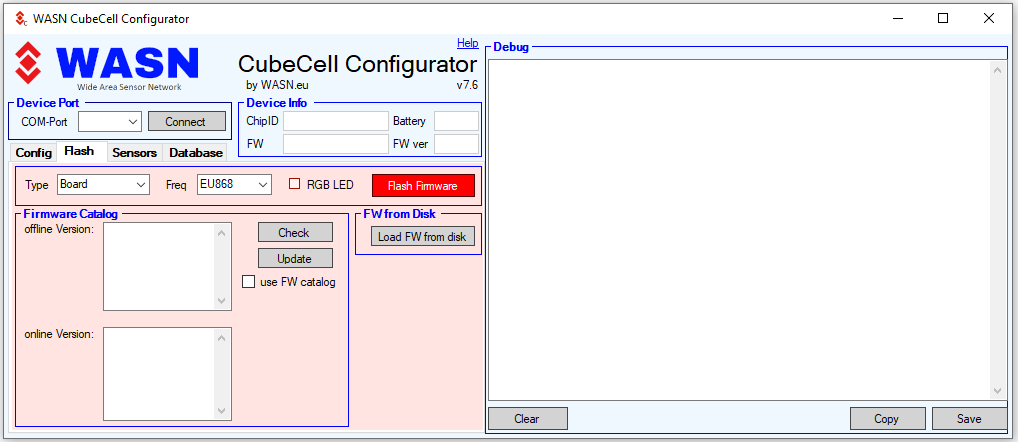 WASN CubeCell Configurator
WASN
Wide Area Sensor Network
Help
CubeCell Configurator
by WASN.eu
v7.6
Device Port
COM-Port
Connect
Device Info
ChipID
Battery
FW
FW ver
Config
Flash
Sensors
Database
Type
Board
Freq
EU868
RGB LED
Flash Firmware
Firmware Catalog
offline Version:
Check
Update
use FW catalog
online Version:
FW from Disk
Load FW from disk
Debug
Clear
Copy
Save